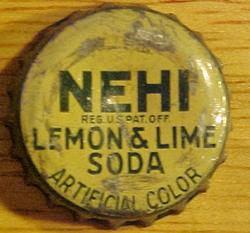 NEHI
REG. U.S. PAT. OFF.
LEMON & LIME
SODA
ARTIFICIAL COLOR